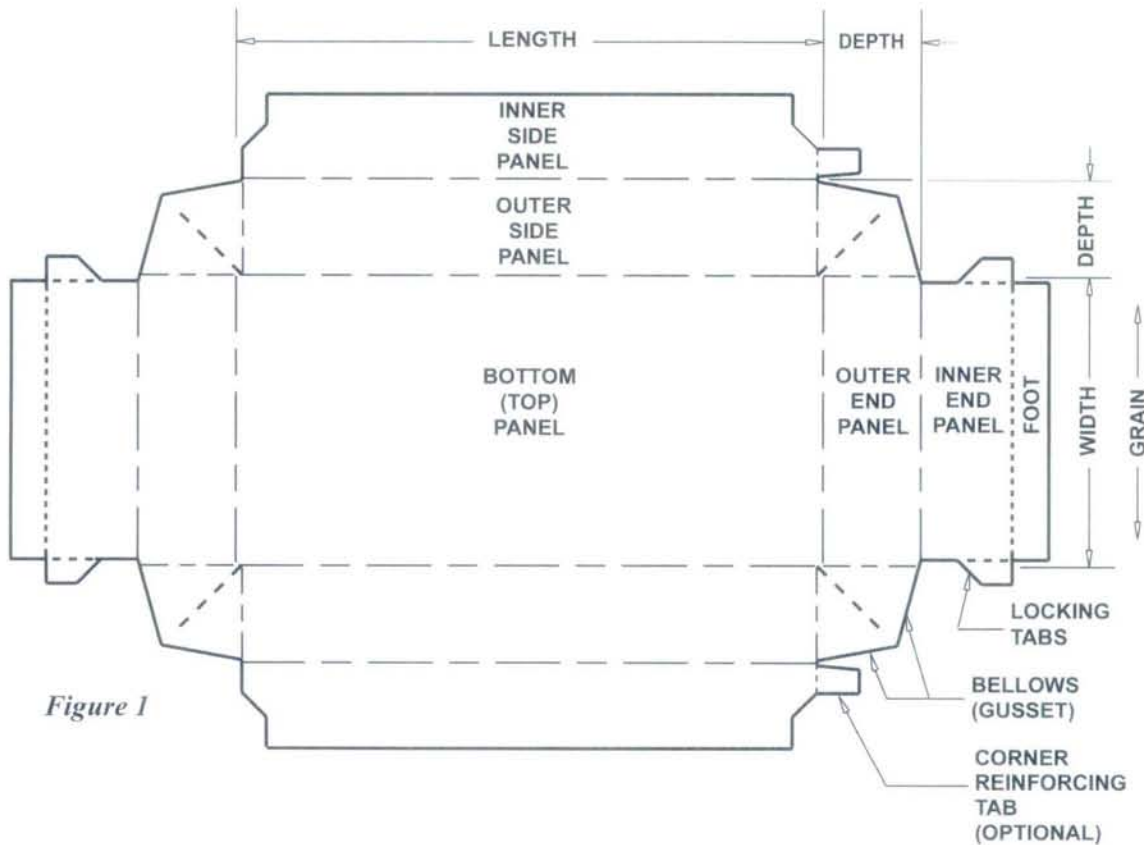 LENGTH
DEPTH
INNER
SIDE
PANEL
OUTER
SIDE
PANEL
DEPTH
BOTTOM
(TOP)
PANEL
OUTER
END
PANEL
INNER
END
PANEL
FOOT
WIDTH
GRAIN
LOCKING
TABS
BELLOWS
(GUSSET)
CORNER
REINFORCING
TAB
(OPTIONAL)
Figure 1